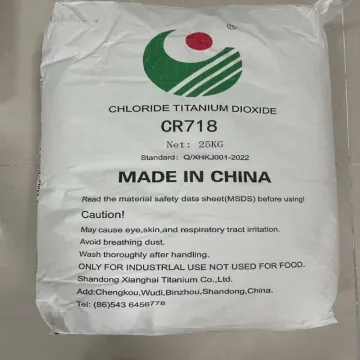 CHLORIDE TITANIUM DIOXIDE
CR718
Net: 25KG
Standard: Q/XHKJ001-2022
MADE IN CHINA
Read the material safety data sheet(MSDS) before using!
Caution!
May cause eye,skin,and respiratory tract irritation.
Avoid breathing dust.
Wash thoroughly after handling.
ONLY FOR INDUSTRLAL USE NOT USED FOR FOOD.
Shandong Xianghai Titanium Co.,Ltd.
Add:Chengkou,Wudi,Binzhou,Shandong,China.
Tel: (86)543 6456778